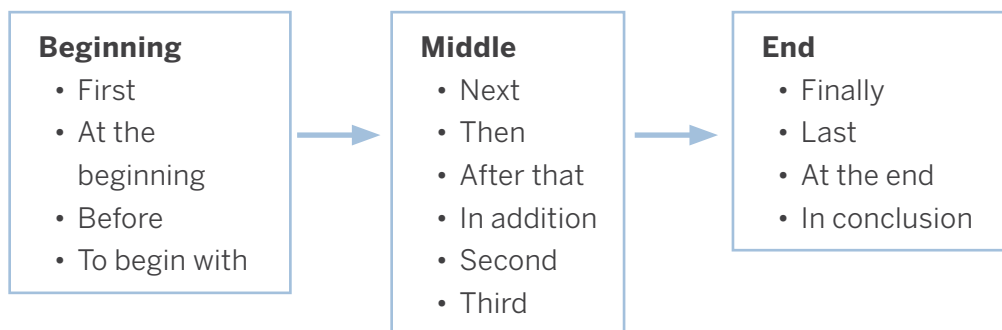 Beginning
• First
• At the
beginning
• Before
• To begin with
Middle
• Next
• Then
• After that
• In addition
• Second
• Third
End
• Finally
• Last
• At the end
• In conclusion